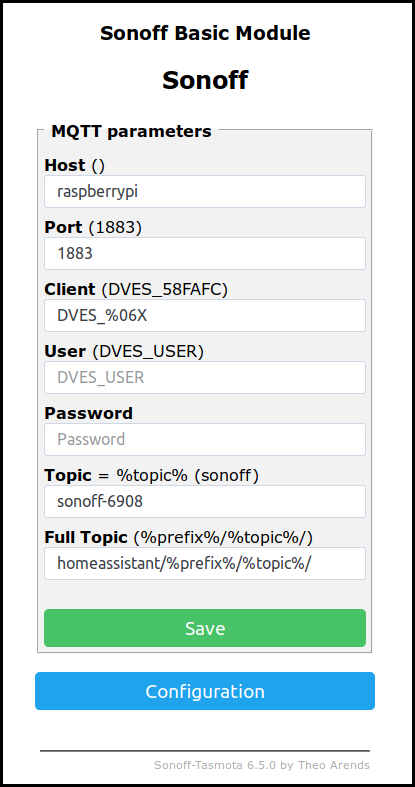 Sonoff Basic Module
Sonoff
MQTT parameters
Host ()
raspberrypi
Port (1883)
1883
Client (DVES_58FAFC)
DVES_%06X
User (DVES_USER)
DVES_USER
Password
Password
Topic = %topic% (sonoff)
sonoff-6908
Full Topic (%prefix%/%topic%/)
homeassistant/%prefix%/%topic%/
Save
Configuration
Sonoff-Tasmota 6.5.0 by Theo Arends